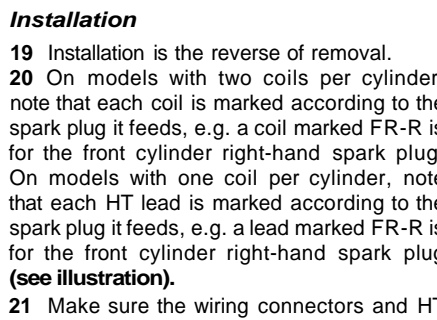 Installation
19 Installation is the reverse of removal.
20 On models with two coils per cylinder
note that each coil is marked according to the
spark plug it feeds, e.g. a coil marked FR-R is
for the front cylinder right-hand spark plug
On models with one coil per cylinder, note
that each HT lead is marked according to the
spark plug it feeds, e.g. a lead marked FR-R is
for the front cylinder right-hand spark plug
(see illustration).
21 Make sure the wiring connectors and HT